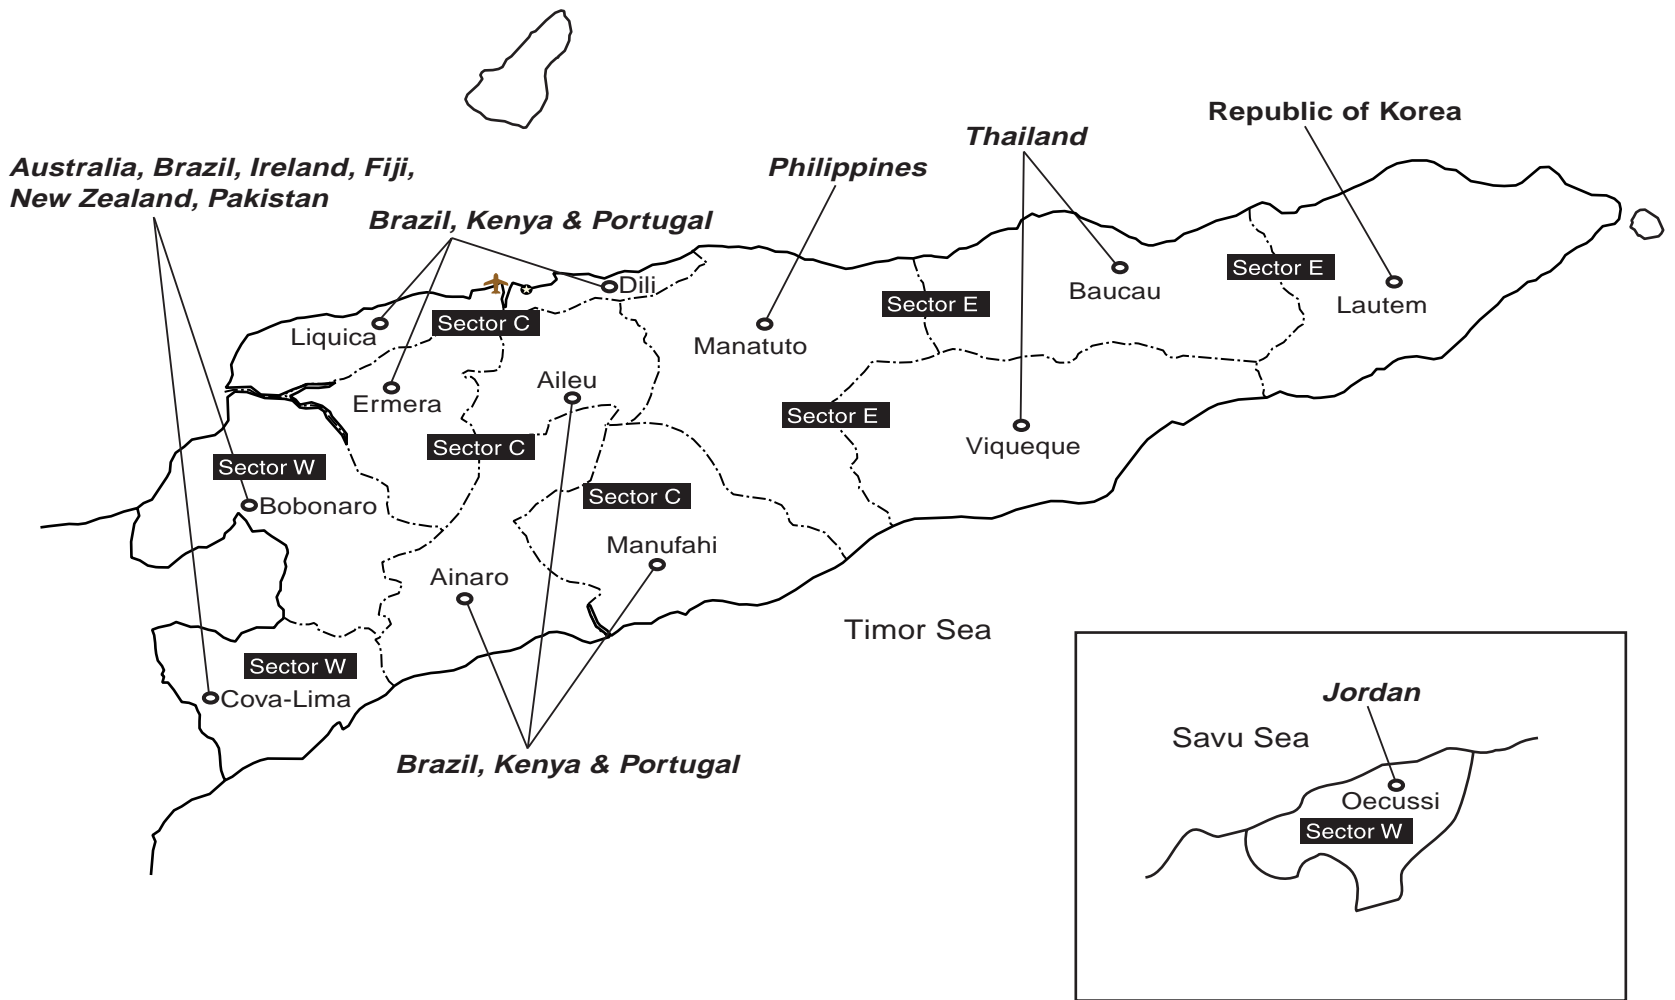 Republic of Korea
Thailand
Australia, Brazil, Ireland, Fiji,
New Zealand, Pakistan
Philippines
Brazil, Kenya & Portugal
Sector E
Dili
Baucau
Sector E
Lautem
Sector C
Liquica
Manatuto
Aileu
Ermera
Sector E
Sector C
Viqueque
Sector W
Sector C
Bobonaro
Manufahi
Ainaro
Timor Sea
Sector W
Cova-Lima
Brazil, Kenya & Portugal
Jordan
Savu Sea
Oecussi
Sector W